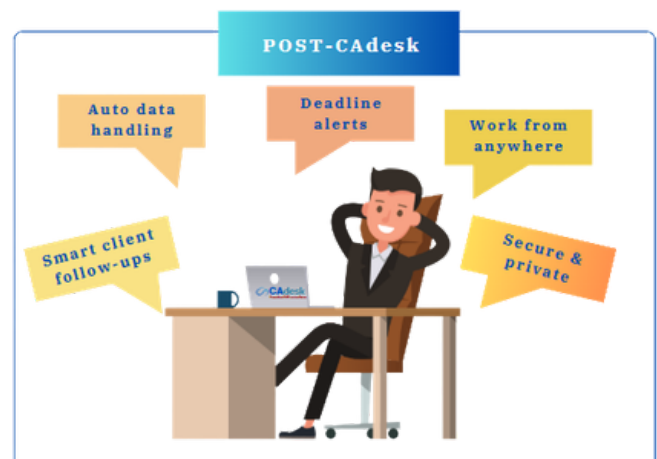 POST-CAdesk
Auto data
handling
Deadline
alerts
Work from
anywhere
Smart client
follow-ups
Secure &
private
CAdesk